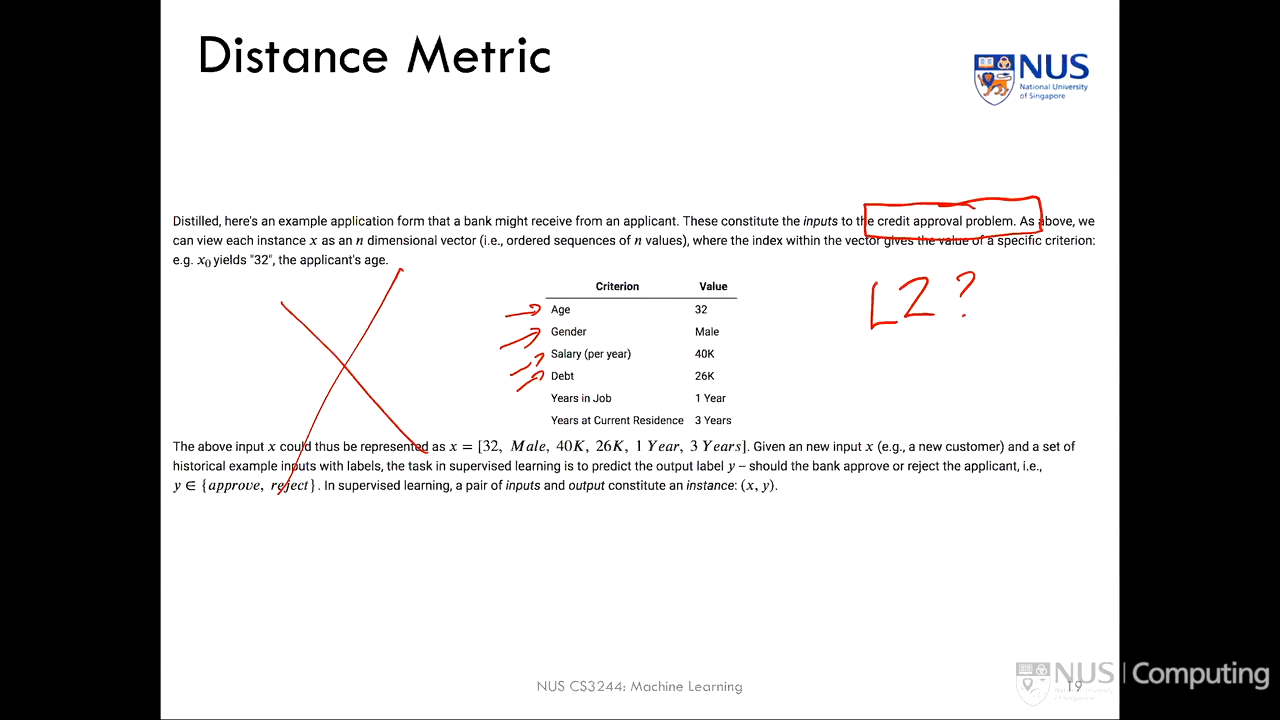 Distance Metric
NUS
National University
of Singapore
Distilled, here's an example application form that a bank might receive from an applicant. These constitute the inputs to the credit approval problem. As above, we
can view each instance x as an n dimensional vector (i.e., ordered sequences of n values), where the index within the vector gives the value of a specific criterion:
e.g. x₀ yields "32", the applicant's age.
L2?
Criterion Value
Age 32
Gender Male
Salary (per year) 40K
Debt 26K
Years in Job 1 Year
Years at Current Residence 3 Years
The above input x could thus be represented as x = [32, Male, 40K, 26K, 1 Year, 3 Years]. Given an new input x (e.g., a new customer) and a set of
historical example inputs with labels, the task in supervised learning is to predict the output label y – should the bank approve or reject the applicant, i.e.,
y ∈ {approve, reject}. In supervised learning, a pair of inputs and output constitute an instance: (x, y).
NUS CS3244: Machine Learning
19
NUS | Computing